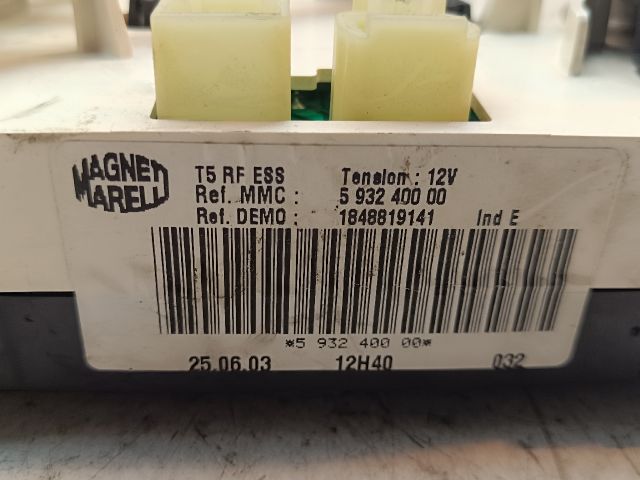 MAGNETI
MARELLI
T5 RF ESS Tension : 12V
Ref. MMC : 5 932 400 00
Ref. DEMO : 1848819141 Ind E
*5 932 400 00*
25.06.03 12H40 032